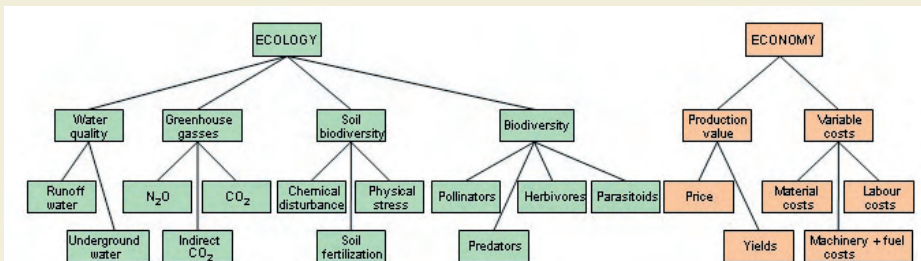 ECOLOGY
ECONOMY
Water
quality
Greenhouse
gasses
Soil
biodiversity
Biodiversity
Production
value
Variable
costs
Runoff
water
N₂O
CO₂
Chemical
disturbance
Physical
stress
Pollinators
Herbivores
Parasitoids
Price
Material
costs
Labour
costs
Underground
water
Indirect
CO₂
Soil
fertilization
Predators
Yields
Machinery + fuel
costs